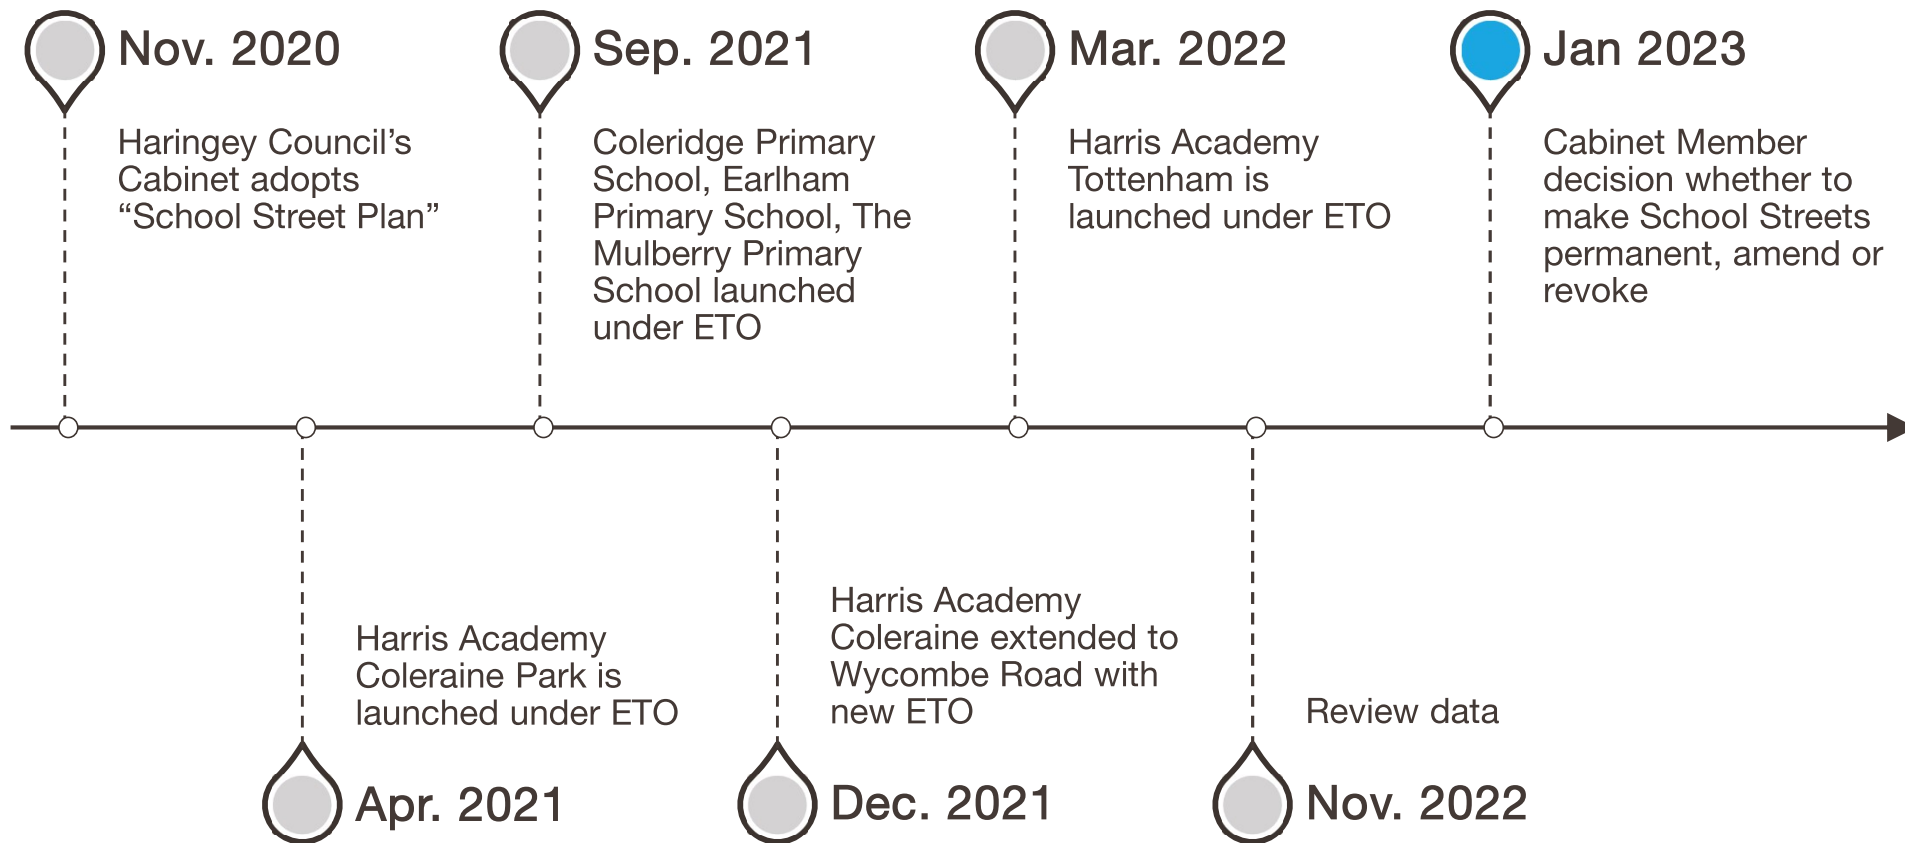 Nov. 2020
Haringey Council’s
Cabinet adopts
“School Street Plan”
Apr. 2021
Harris Academy
Coleraine Park is
launched under ETO
Sep. 2021
Coleridge Primary
School, Earlham
Primary School, The
Mulberry Primary
School launched
under ETO
Dec. 2021
Harris Academy
Coleraine extended to
Wycombe Road with
new ETO
Mar. 2022
Harris Academy
Tottenham is
launched under ETO
Nov. 2022
Review data
Jan 2023
Cabinet Member
decision whether to
make School Streets
permanent, amend or
revoke